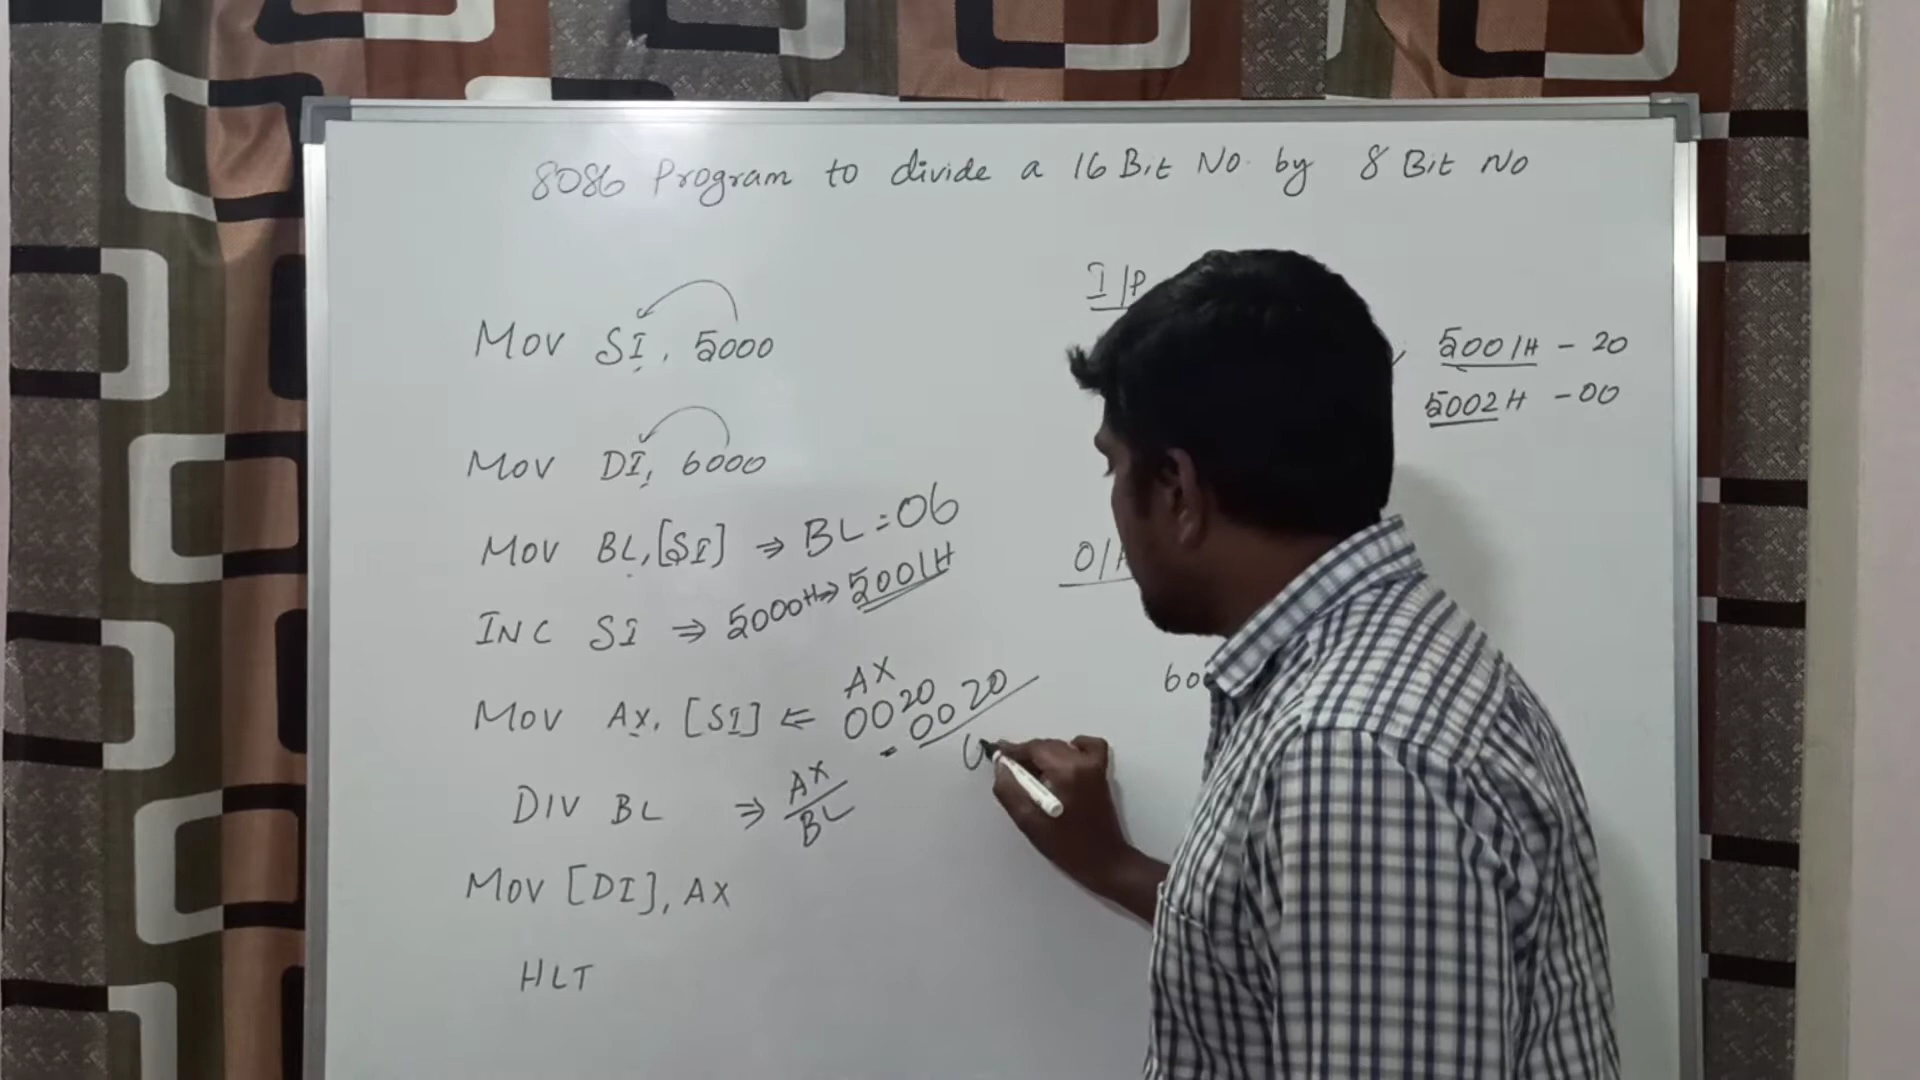 8086 Program to divide a 16 Bit No. by 8 Bit No
MOV SI, 5000
MOV DI, 6000
MOV BL, [SI] ⇒ BL = 06
INC SI ⇒ 5000H → 5001H
MOV AX, [SI] ⇐ 0020
AX
0020
DIV BL ⇒ AX
BL
MOV [DI], AX
HLT
I/P
5001H - 20
5002H - 00
O/
60